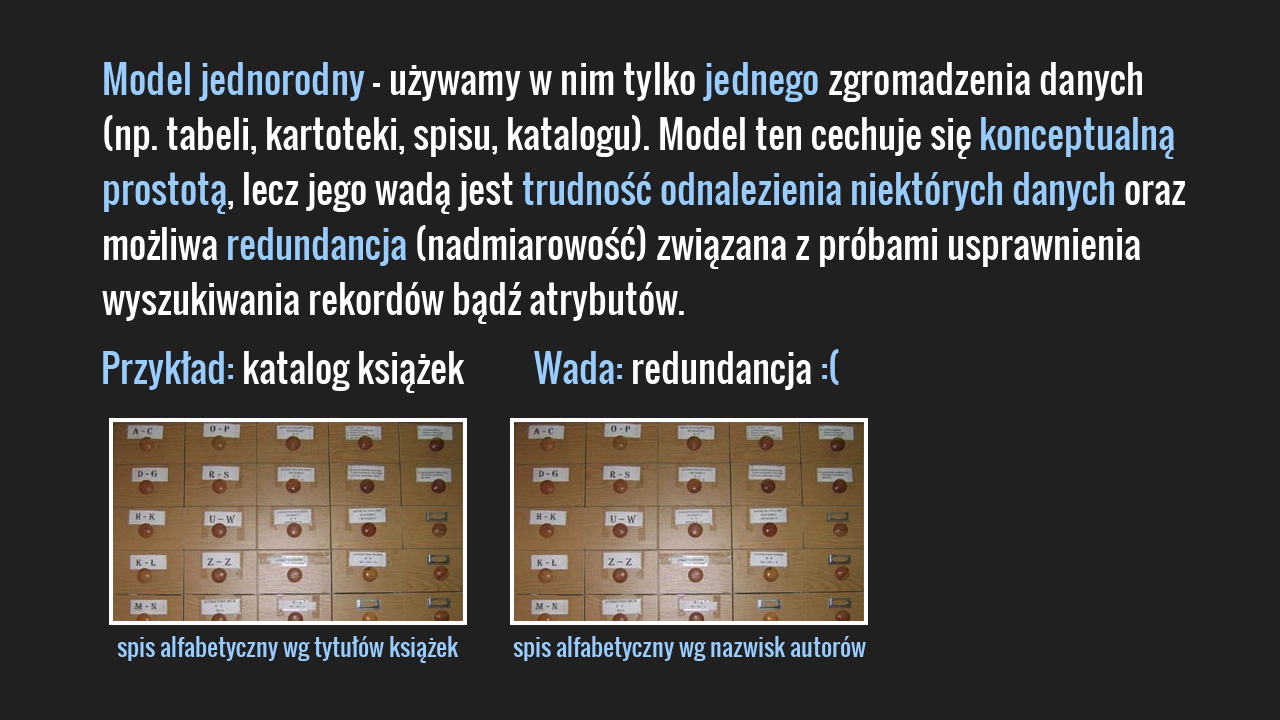 Model jednorodny - używamy w nim tylko jednego zgromadzenia danych
(np. tabeli, kartoteki, spisu, katalogu). Model ten cechuje się konceptualną
prostotą, lecz jego wadą jest trudność odnalezienia niektórych danych oraz
możliwa redundancja (nadmiarowość) związana z próbami usprawnienia
wyszukiwania rekordów bądź atrybutów.
Przykład: katalog książek
Wada: redundancja :(
A - C
O - P
D - G
R - S
H - K
U - W
K - Ł
Z - Z
M - N
A - C
O - P
D - G
R - S
H - K
U - W
K - Ł
Z - Z
M - N
spis alfabetyczny wg tytułów książek
spis alfabetyczny wg nazwisk autorów